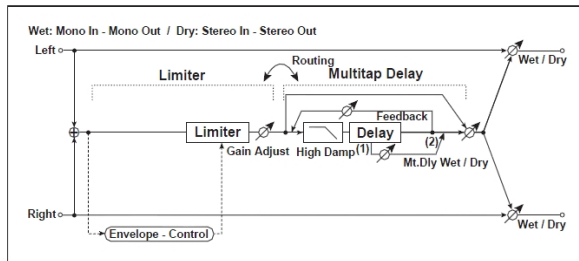 Wet: Mono In - Mono Out / Dry: Stereo In - Stereo Out
Left
Wet / Dry
Routing
Limiter
Multitap Delay
Feedback
Limiter
Delay
Gain Adjust
High Damp
(1)
(2)
Mt.Dly Wet / Dry
Right
Wet / Dry
Envelope - Control